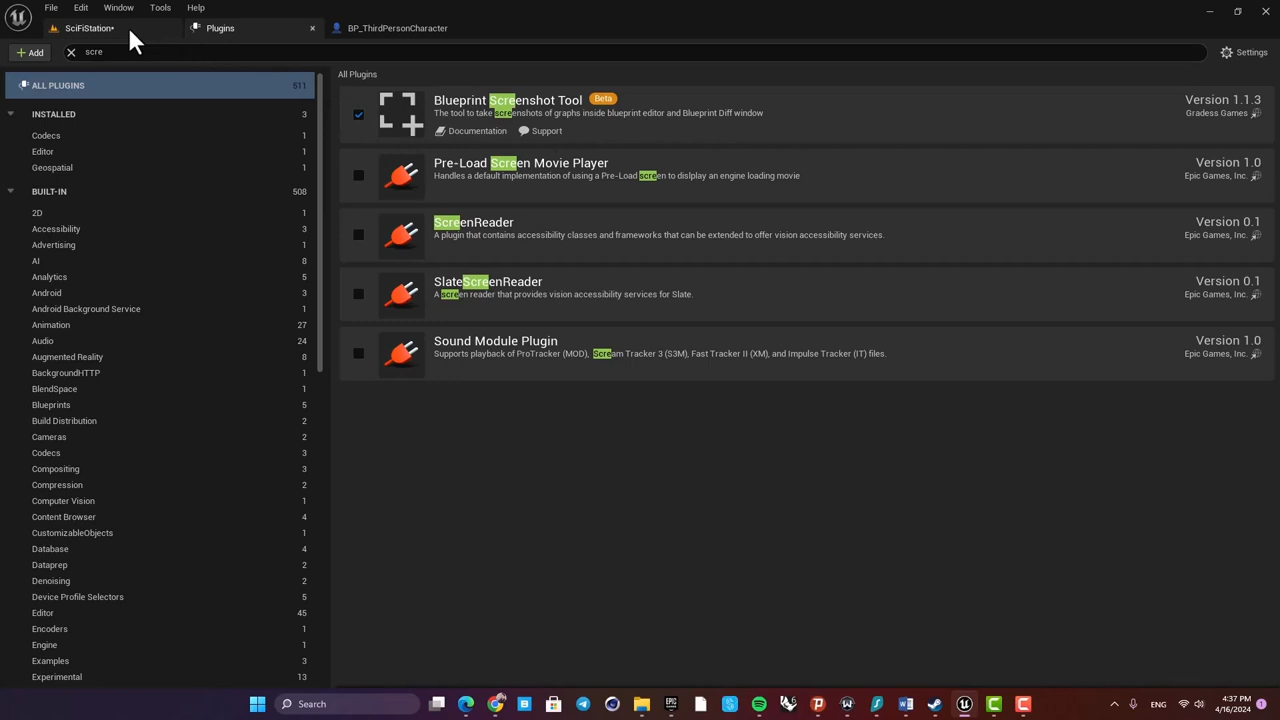 File Edit Window Tools Help
SciFiStation* Plugins BP_ThirdPersonCharacter
+ Add scre Settings
ALL PLUGINS 511
INSTALLED 3
Codecs 1
Editor 1
Geospatial 1
BUILT-IN 508
2D 1
Accessibility 3
Advertising 1
AI 8
Analytics 5
Android 3
Android Background Service 1
Animation 27
Audio 24
Augmented Reality 8
BackgroundHTTP 1
BlendSpace 1
Blueprints 5
Build Distribution 2
Cameras 2
Codecs 3
Compositing 3
Compression 2
Computer Vision 1
Content Browser 4
CustomizableObjects 1
Database 4
Dataprep 2
Denoising 2
Device Profile Selectors 5
Editor 45
Encoders 1
Engine 1
Examples 3
Experimental 13
All Plugins
Blueprint Screenshot Tool Beta Version 1.1.3
The tool to take screenshots of graphs inside blueprint editor and Blueprint Diff window Gradess Games
Documentation Support
Pre-Load Screen Movie Player Version 1.0
Handles a default implementation of using a Pre-Load screen to dislplay an engine loading movie Epic Games, Inc.
ScreenReader Version 0.1
A plugin that contains accessibility classes and frameworks that can be extended to offer vision accessibility services. Epic Games, Inc.
SlateScreenReader Version 0.1
A screen reader that provides vision accessibility services for Slate. Epic Games, Inc.
Sound Module Plugin Version 1.0
Supports playback of ProTracker (MOD), Scream Tracker 3 (S3M), Fast Tracker II (XM), and Impulse Tracker (IT) files. Epic Games, Inc.
Search
4:37 PM
4/16/2024